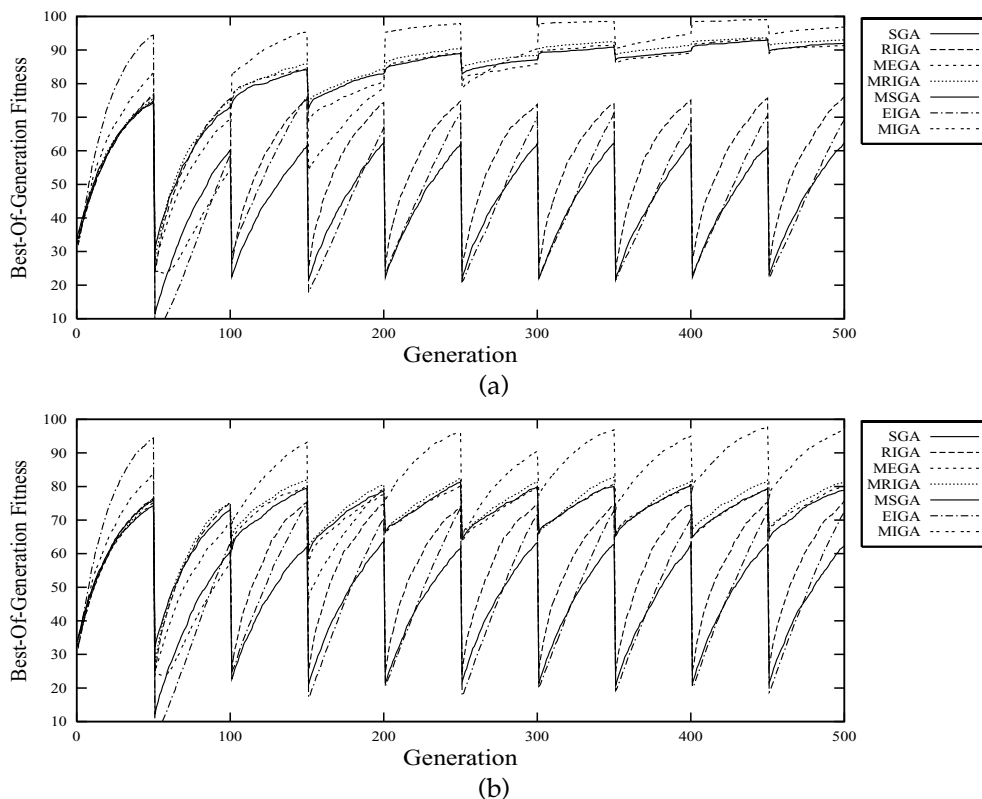 100
90
80
70
60
50
40
30
20
10
Best-Of-Generation Fitness
0 100 200 300 400 500
Generation
SGA
RIGA
MEGA
MRIGA
MSGA
EIGA
MIGA
(a)
100
90
80
70
60
50
40
30
20
10
Best-Of-Generation Fitness
0 100 200 300 400 500
Generation
SGA
RIGA
MEGA
MRIGA
MSGA
EIGA
MIGA
(b)